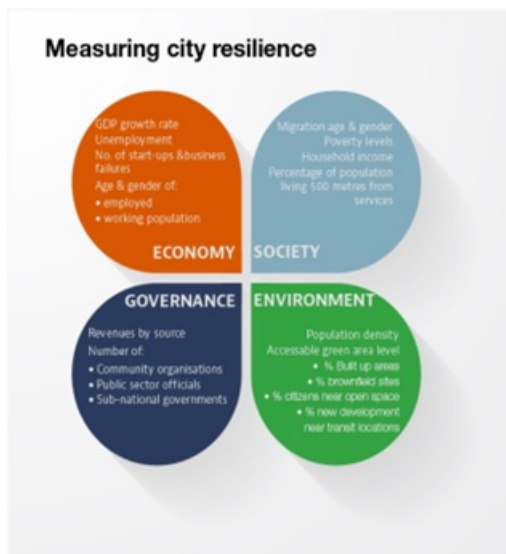 Measuring city resilience
GDP growth rate
Unemployment
No. of start-ups &business
failures
Age & gender of:
• employed
• working population
ECONOMY
Migration age & gender
Poverty levels
Household income
Percentage of population
living 500 metres from
services
SOCIETY
GOVERNANCE
Revenues by source
Number of:
• Community organisations
• Public sector officials
• Sub-national governments
ENVIRONMENT
Population density
Accessable green area level
• % Built up areas
• % brownfield sites
• % citizens near open space
• % new development
near transit locations